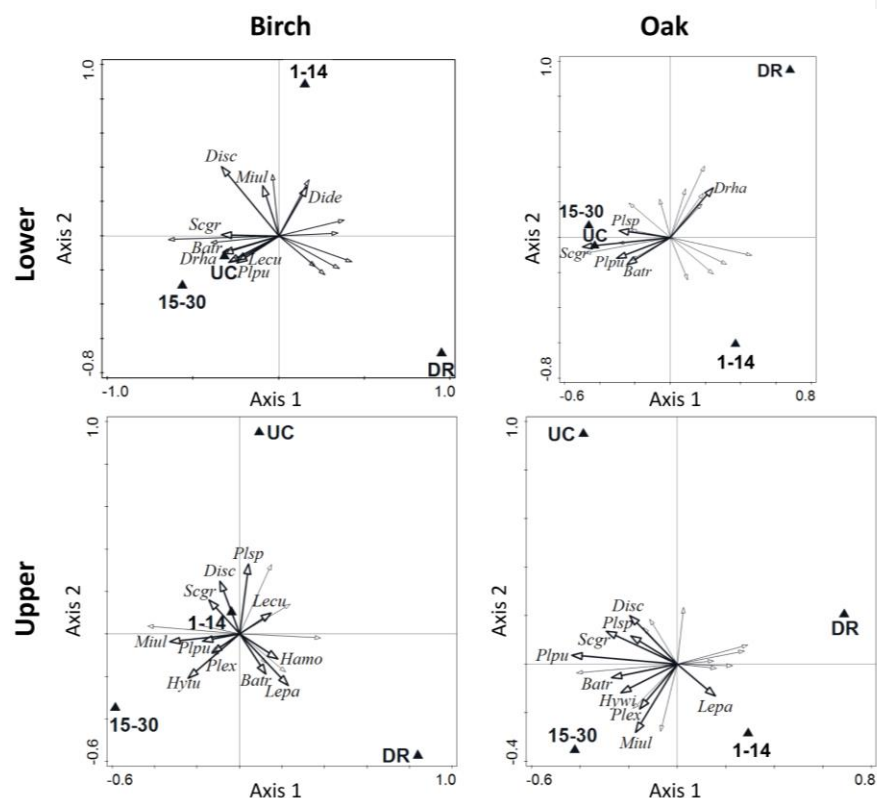 Birch
Oak
Lower
Upper
1.0
Axis 2
-0.8
1-14
Disc
Miul
Dide
Scgr
Batr
Drha
Lecu
UC
Plpu
15-30
DR
-1.0
Axis 1
1.0
1.0
Axis 2
-0.8
DR
Drha
15-30
Plsp
UC
Scgr
Plpu
Batr
1-14
-0.6
Axis 1
0.8
1.0
Axis 2
-0.6
UC
Plsp
Disc
Scgr
Lecu
1-14
Miul
Plpu
Plex
Hamo
Hytu
Batr
Lepa
15-30
DR
-0.6
Axis 1
1.0
1.0
Axis 2
-0.4
UC
Disc
Plsp
Scgr
DR
Plpu
Batr
Hywi
Plex
Lepa
Miul
15-30
1-14
-0.6
Axis 1
0.8